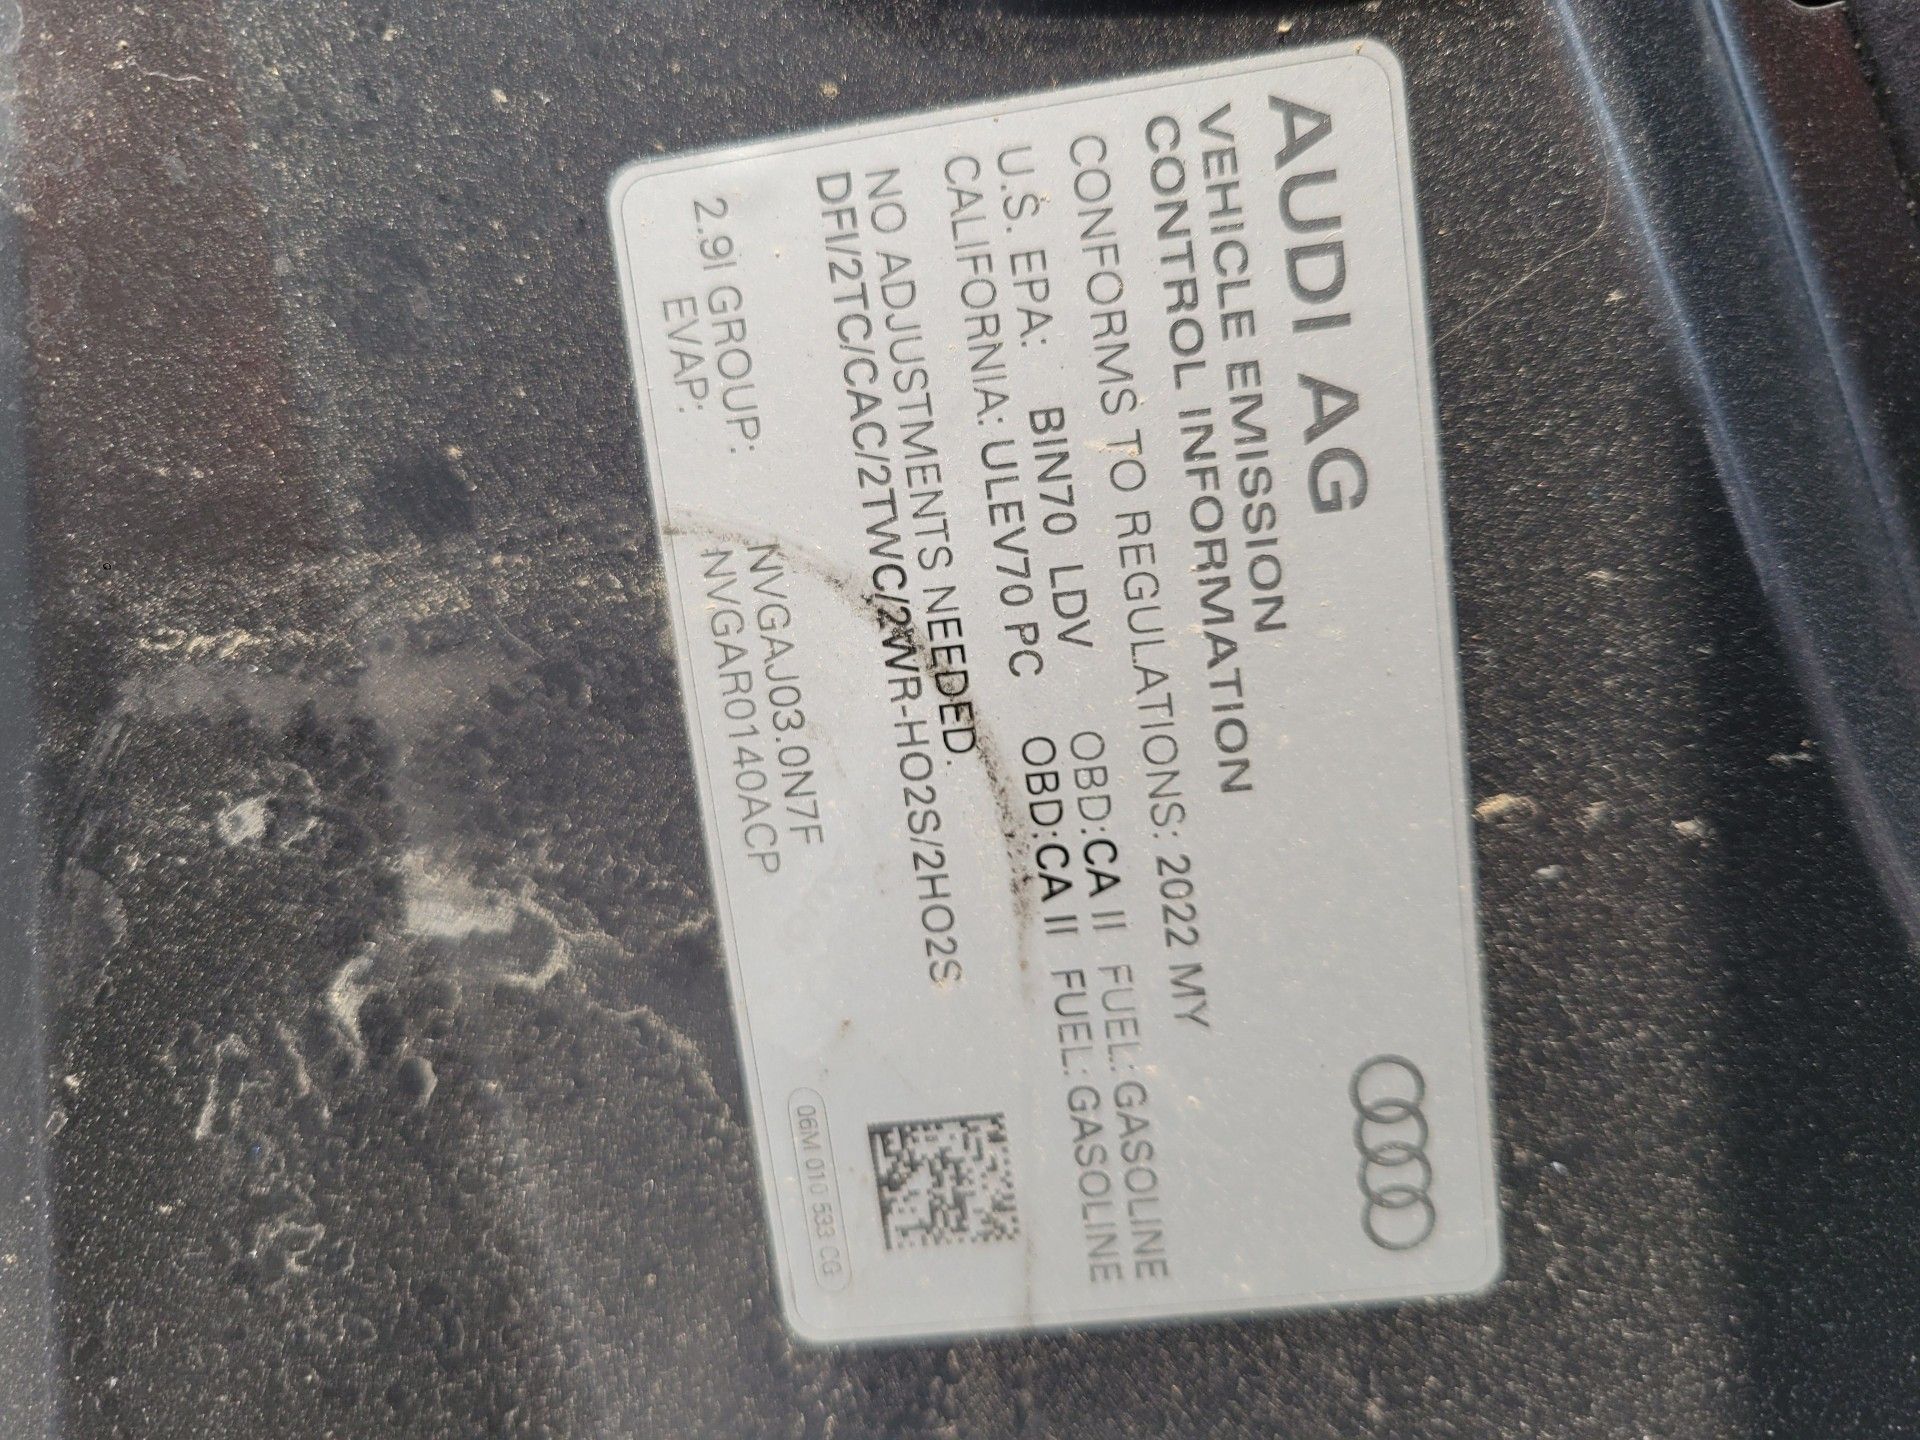 AUDI AG
VEHICLE EMISSION
CONTROL INFORMATION
CONFORMS TO REGULATIONS: 2022 MY
U.S. EPA: BIN70 LDV OBD:CA II FUEL: GASOLINE
CALIFORNIA: ULEV70 PC OBD:CA II FUEL: GASOLINE
NO ADJUSTMENTS NEEDED.
DFI/2TC/CAC/2TWC/2WR-HO2S/2HO2S
2.9l GROUP: NVGAJ03.0N7F
EVAP: NVGAR0140ACP
06M 010 533 CG